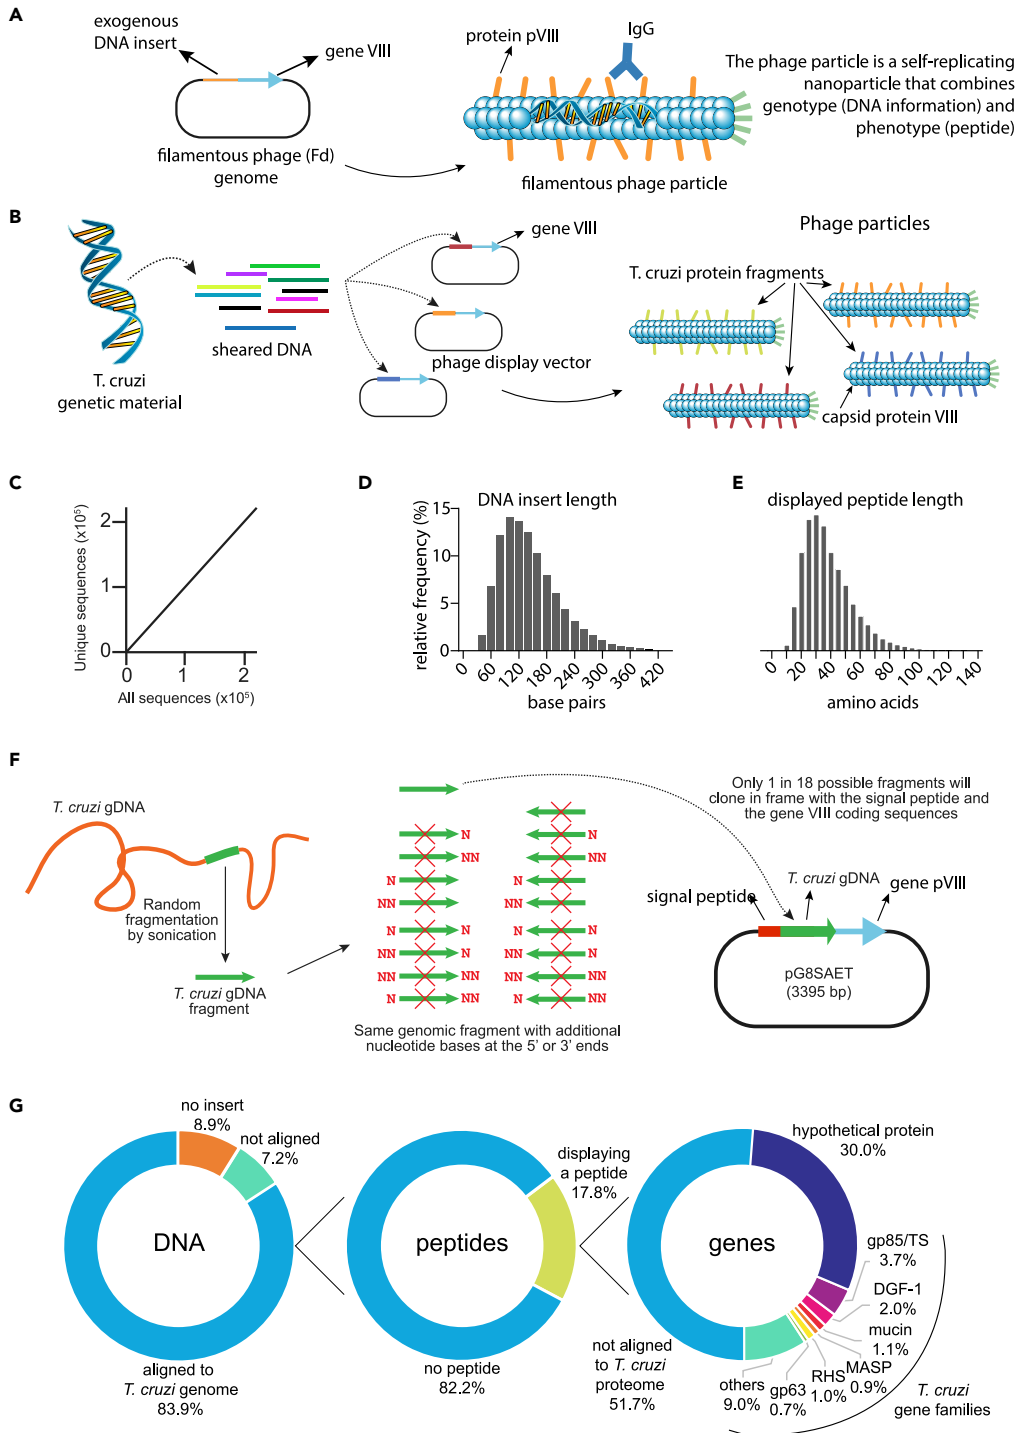 A
exogenous
DNA insert
gene VIII
filamentous phage (Fd)
genome
protein pVIII
IgG
filamentous phage particle
The phage particle is a self-replicating
nanoparticle that combines
genotype (DNA information) and
phenotype (peptide)
B
T. cruzi
genetic material
sheared DNA
gene VIII
phage display vector
Phage particles
T. cruzi protein fragments
capsid protein VIII
C
Unique sequences (x10⁵)
2
1
0
0
1
2
All sequences (x10⁵)
D
DNA insert length
relative frequency (%)
15
10
5
0
0
60
120
180
240
300
360
420
base pairs
E
displayed peptide length
0
20
40
60
80
100
120
140
amino acids
F
T. cruzi gDNA
Random
fragmentation
by sonication
T. cruzi gDNA
fragment
N
N
NN
NN
N
N
NN
NN
N
N
N
N
NN
NN
NN
NN
NN
NN
NN
NN
N
N
NN
N
Same genomic fragment with additional
nucleotide bases at the 5' or 3' ends
Only 1 in 18 possible fragments will
clone in frame with the signal peptide and
the gene VIII coding sequences
signal peptide
T. cruzi gDNA
gene pVIII
pG8SAET
(3395 bp)
G
no insert
8.9%
not aligned
7.2%
DNA
aligned to
T. cruzi genome
83.9%
displaying
a peptide
17.8%
peptides
no peptide
82.2%
hypothetical protein
30.0%
genes
gp85/TS
3.7%
DGF-1
2.0%
mucin
1.1%
MASP
0.9%
RHS
1.0%
gp63
0.7%
others
9.0%
not aligned
to T. cruzi
proteome
51.7%
T. cruzi
gene families